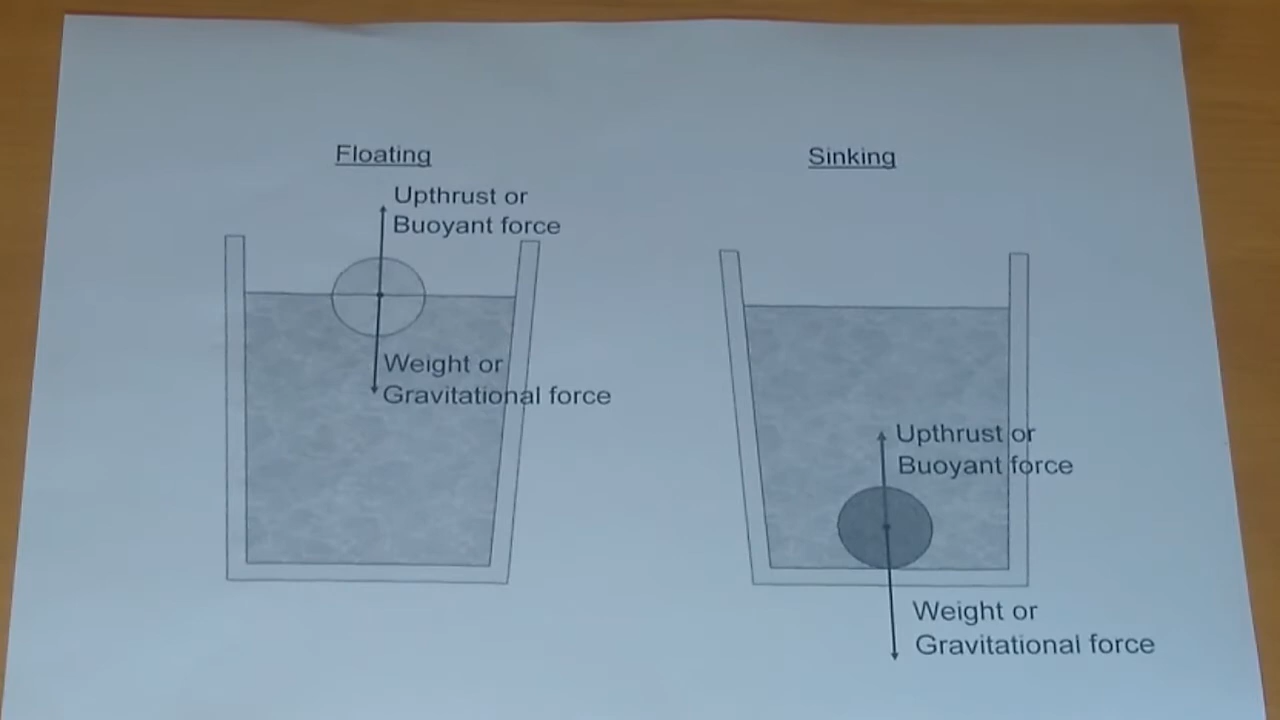 Floating
Upthrust or
Buoyant force
Weight or
Gravitational force
Sinking
Upthrust or
Buoyant force
Weight or
Gravitational force